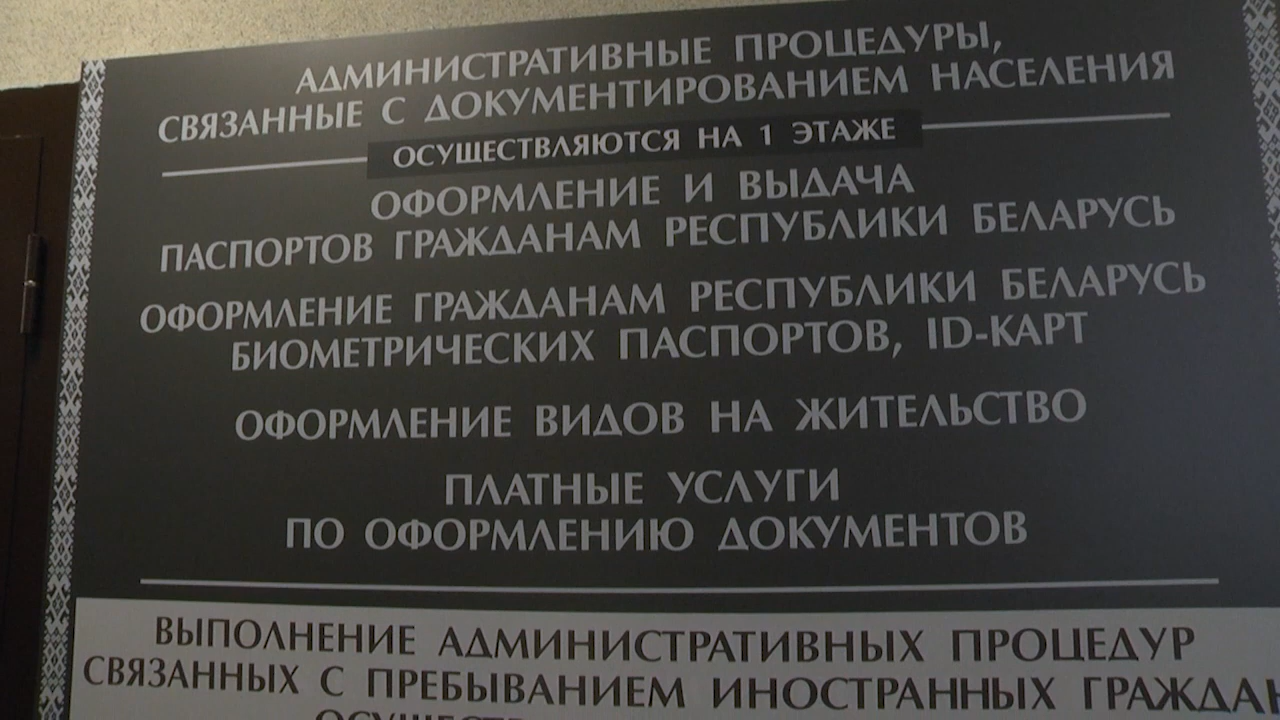 АДМИНИСТРАТИВНЫЕ ПРОЦЕДУРЫ,
СВЯЗАННЫЕ С ДОКУМЕНТИРОВАНИЕМ НАСЕЛЕНИЯ
ОСУЩЕСТВЛЯЮТСЯ НА 1 ЭТАЖЕ
ОФОРМЛЕНИЕ И ВЫДАЧА
ПАСПОРТОВ ГРАЖДАНАМ РЕСПУБЛИКИ БЕЛАРУСЬ
ОФОРМЛЕНИЕ ГРАЖДАНАМ РЕСПУБЛИКИ БЕЛАРУСЬ
БИОМЕТРИЧЕСКИХ ПАСПОРТОВ, ID-КАРТ
ОФОРМЛЕНИЕ ВИДОВ НА ЖИТЕЛЬСТВО
ПЛАТНЫЕ УСЛУГИ
ПО ОФОРМЛЕНИЮ ДОКУМЕНТОВ
ВЫПОЛНЕНИЕ АДМИНИСТРАТИВНЫХ ПРОЦЕДУР
СВЯЗАННЫХ С ПРЕБЫВАНИЕМ ИНОСТРАННЫХ